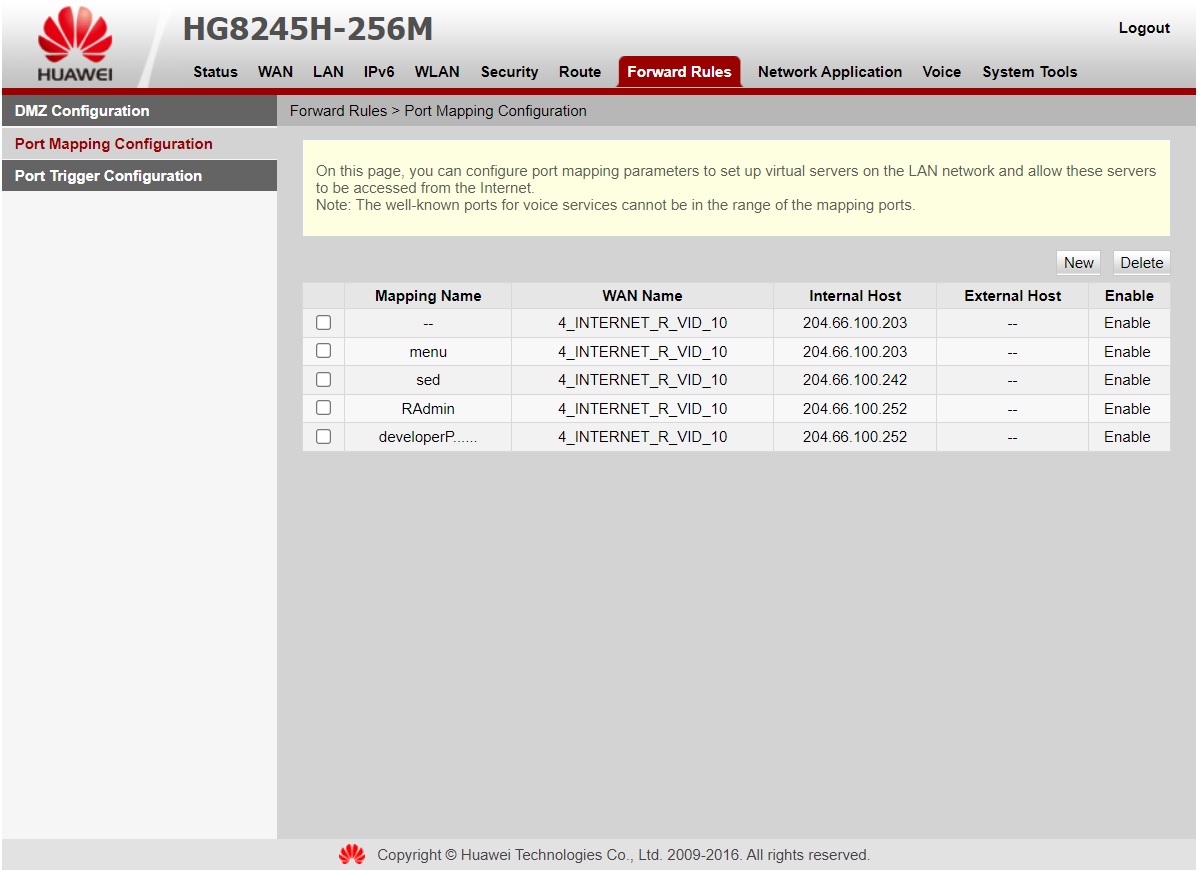 HUAWEI
HG8245H-256M
Logout
Status WAN LAN IPv6 WLAN Security Route Forward Rules Network Application Voice System Tools
DMZ Configuration
Port Mapping Configuration
Port Trigger Configuration
Forward Rules > Port Mapping Configuration
On this page, you can configure port mapping parameters to set up virtual servers on the LAN network and allow these servers
to be accessed from the Internet.
Note: The well-known ports for voice services cannot be in the range of the mapping ports.
New Delete
Mapping Name WAN Name Internal Host External Host Enable
-- 4_INTERNET_R_VID_10 204.66.100.203 -- Enable
menu 4_INTERNET_R_VID_10 204.66.100.203 -- Enable
sed 4_INTERNET_R_VID_10 204.66.100.242 -- Enable
RAdmin 4_INTERNET_R_VID_10 204.66.100.252 -- Enable
developerP...... 4_INTERNET_R_VID_10 204.66.100.252 -- Enable
Copyright © Huawei Technologies Co., Ltd. 2009-2016. All rights reserved.